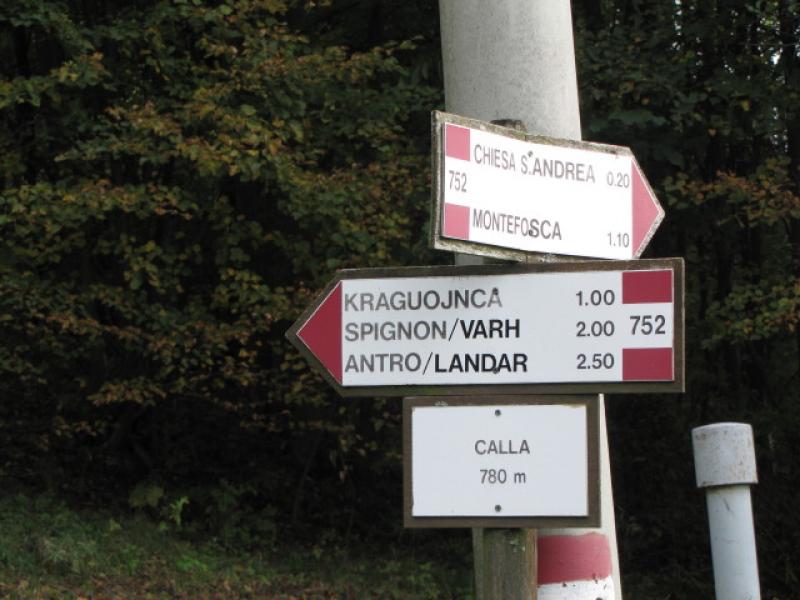 CHIESA S.ANDREA 0.20
752
MONTEFOSCA 1.10
KRAGUOJNCA 1.00
SPIGNON/VARH 2.00 752
ANTRO/LANDAR 2.50
CALLA
780 m